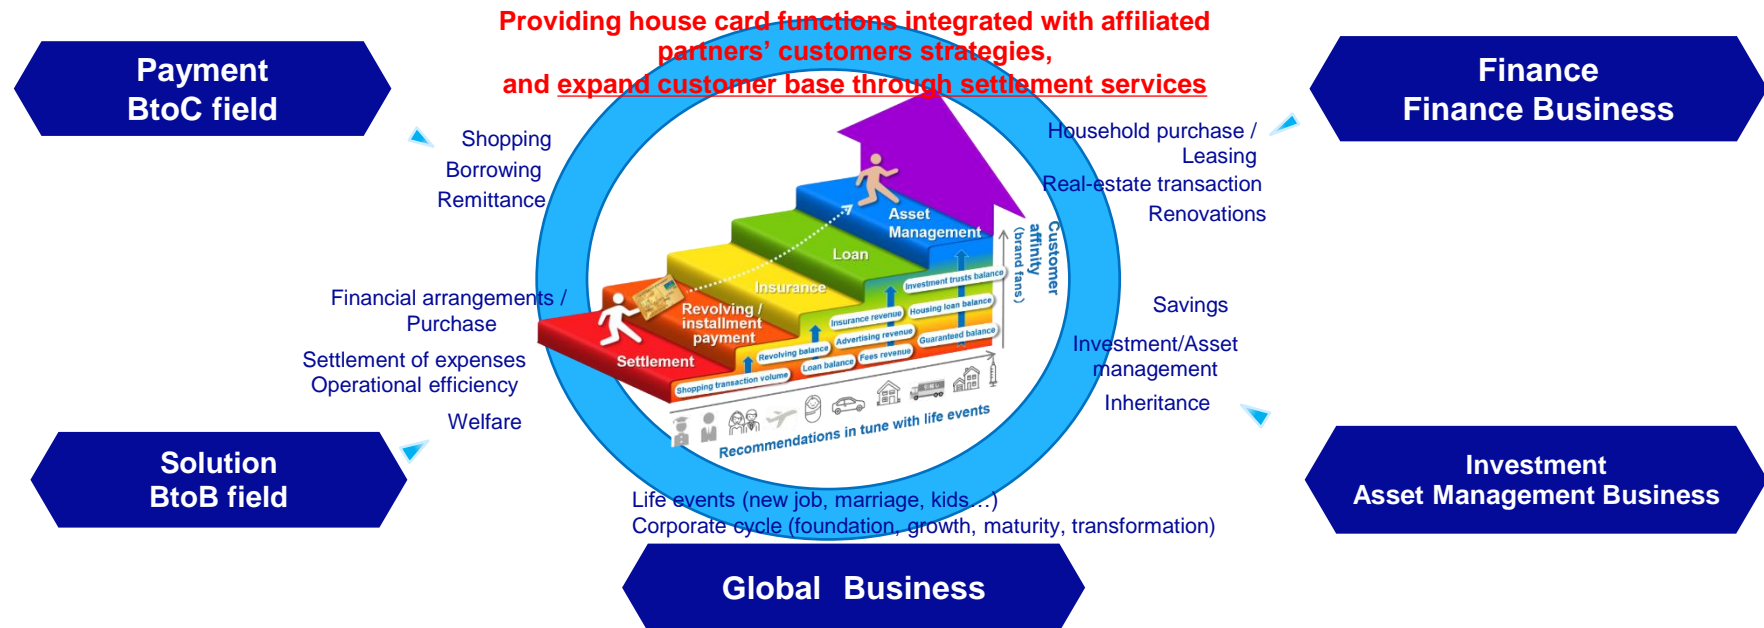 Providing house card functions integrated with affiliated
partners’ customers strategies,
and expand customer base through settlement services
Payment
BtoC field
Finance
Finance Business
Shopping
Borrowing
Remittance
Household purchase /
Leasing
Real-estate transaction
Renovations
Asset
Management
Loan
Insurance
Revolving /
installment
payment
Settlement
Customer
affinity
(brand fans)
Investment trusts balance
Insurance revenue
Housing loan balance
Revolving balance
Advertising revenue
Guaranteed balance
Shopping transaction volume
Loan balance
Fees revenue
Recommendations in tune with life events
Financial arrangements /
Purchase
Settlement of expenses
Operational efficiency
Welfare
Savings
Investment/Asset
management
Inheritance
Solution
BtoB field
Investment
Asset Management Business
Life events (new job, marriage, kids…)
Corporate cycle (foundation, growth, maturity, transformation)
Global Business